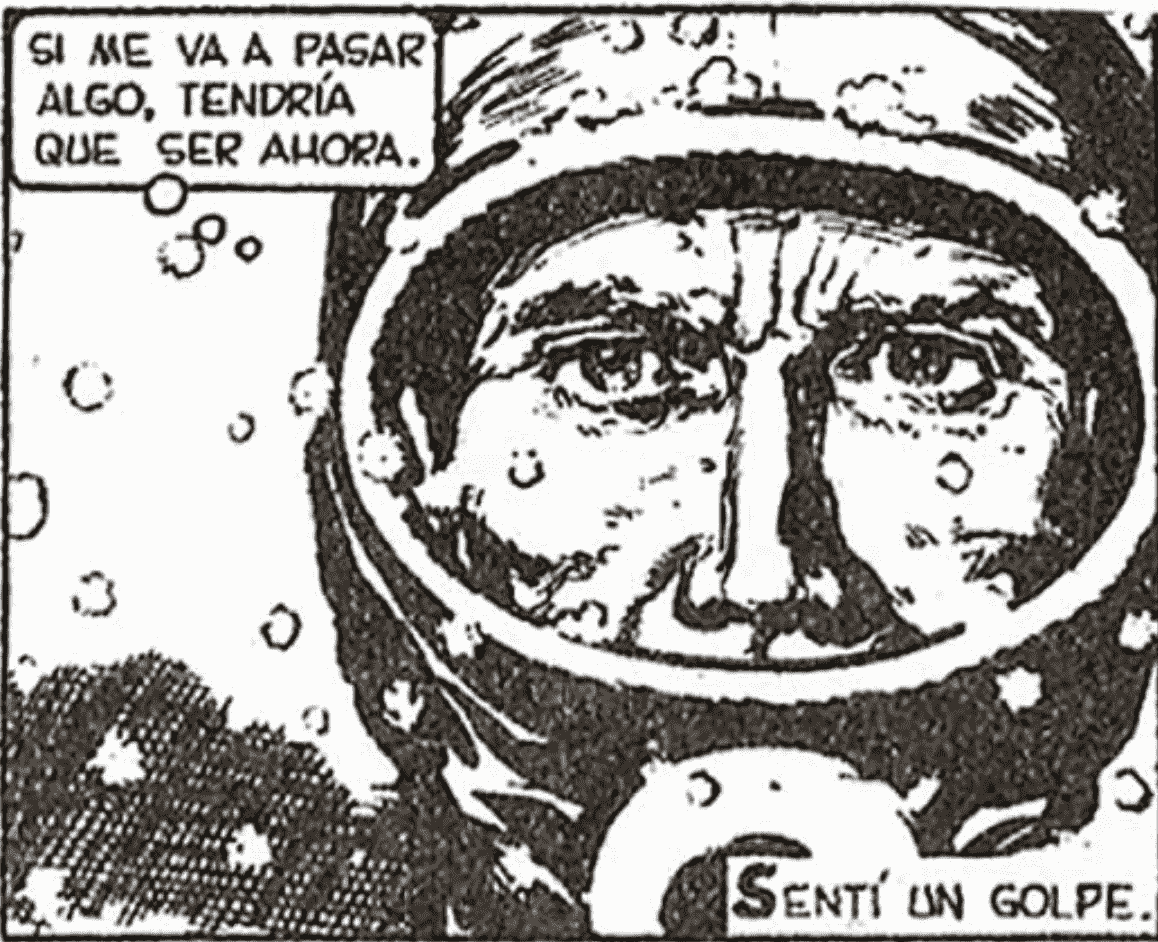 SI ME VA A PASAR
ALGO, TENDRÍA
QUE SER AHORA.
SENTÍ UN GOLPE.